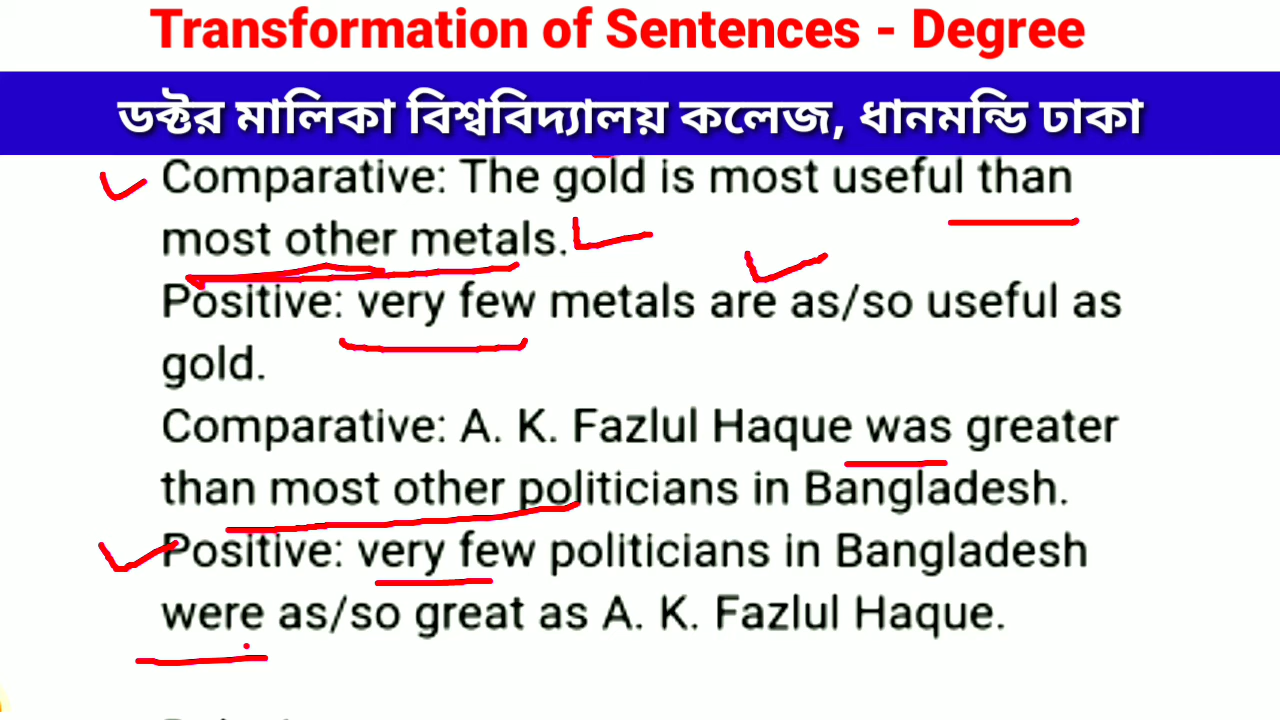 Transformation of Sentences - Degree
ডক্টর মালিকা বিশ্ববিদ্যালয় কলেজ, ধানমন্ডি ঢাকা
Comparative: The gold is most useful than
most other metals.
Positive: very few metals are as/so useful as
gold.
Comparative: A. K. Fazlul Haque was greater
than most other politicians in Bangladesh.
Positive: very few politicians in Bangladesh
were as/so great as A. K. Fazlul Haque.